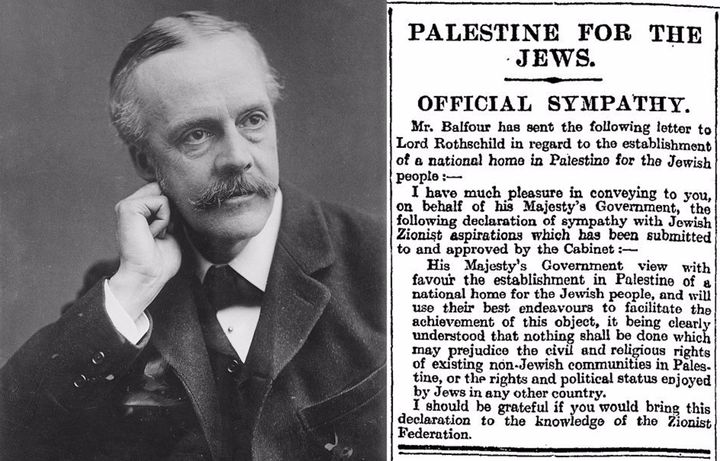 PALESTINE FOR THE
JEWS.
OFFICIAL SYMPATHY.
Mr. Balfour has sent the following letter to
Lord Rothschild in regard to the establishment
of a national home in Palestine for the Jewish
people :—
I have much pleasure in conveying to you,
on behalf of his Majesty's Government, the
following declaration of sympathy with Jewish
Zionist aspirations which has been submitted
to and approved by the Cabinet :—
His Majesty's Government view with
favour the establishment in Palestine of a
national home for the Jewish people, and will
use their best endeavours to facilitate the
achievement of this object, it being clearly
understood that nothing shall be done which
may prejudice the civil and religious rights
of existing non-Jewish communities in Pales-
tine, or the rights and political status enjoyed
by Jews in any other country.
I should be grateful if you would bring this
declaration to the knowledge of the Zionist
Federation.